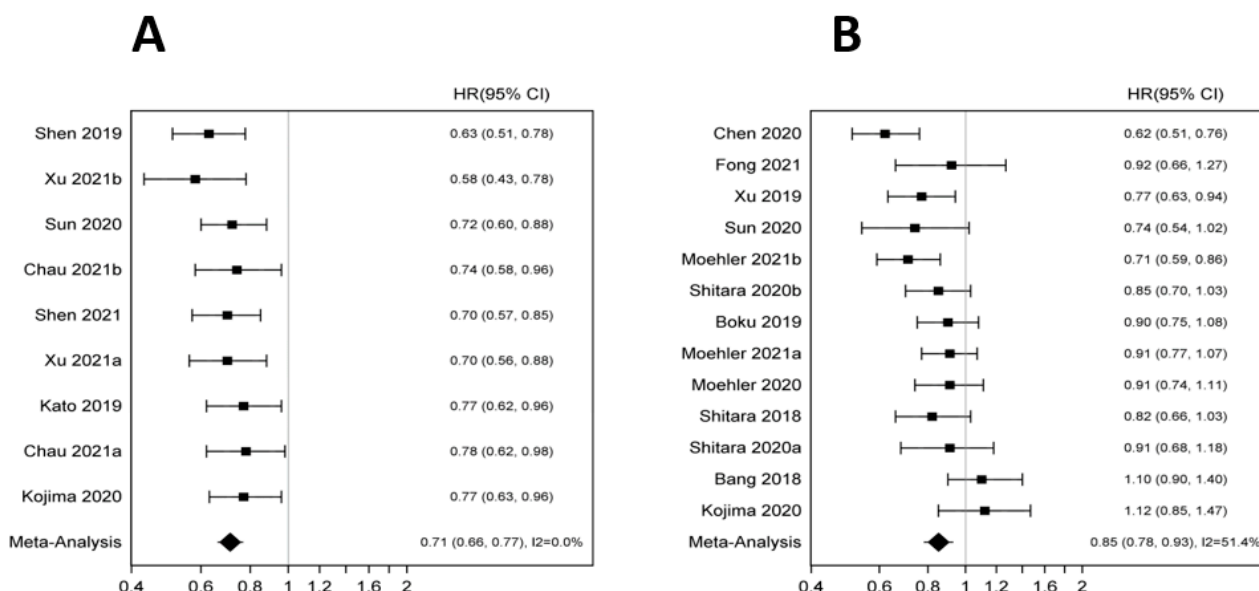 A
HR(95% CI)
Shen 2019 0.63 (0.51, 0.78)
Xu 2021b 0.58 (0.43, 0.78)
Sun 2020 0.72 (0.60, 0.88)
Chau 2021b 0.74 (0.58, 0.96)
Shen 2021 0.70 (0.57, 0.85)
Xu 2021a 0.70 (0.56, 0.88)
Kato 2019 0.77 (0.62, 0.96)
Chau 2021a 0.78 (0.62, 0.98)
Kojima 2020 0.77 (0.63, 0.96)
Meta-Analysis 0.71 (0.66, 0.77), I2=0.0%
0.4 0.6 0.8 1 1.2 1.6 2
B
HR(95% CI)
Chen 2020 0.62 (0.51, 0.76)
Fong 2021 0.92 (0.66, 1.27)
Xu 2019 0.77 (0.63, 0.94)
Sun 2020 0.74 (0.54, 1.02)
Moehler 2021b 0.71 (0.59, 0.86)
Shitara 2020b 0.85 (0.70, 1.03)
Boku 2019 0.90 (0.75, 1.08)
Moehler 2021a 0.91 (0.77, 1.07)
Moehler 2020 0.91 (0.74, 1.11)
Shitara 2018 0.82 (0.66, 1.03)
Shitara 2020a 0.91 (0.68, 1.18)
Bang 2018 1.10 (0.90, 1.40)
Kojima 2020 1.12 (0.85, 1.47)
Meta-Analysis 0.85 (0.78, 0.93), I2=51.4%
0.4 0.6 0.8 1 1.2 1.6 2